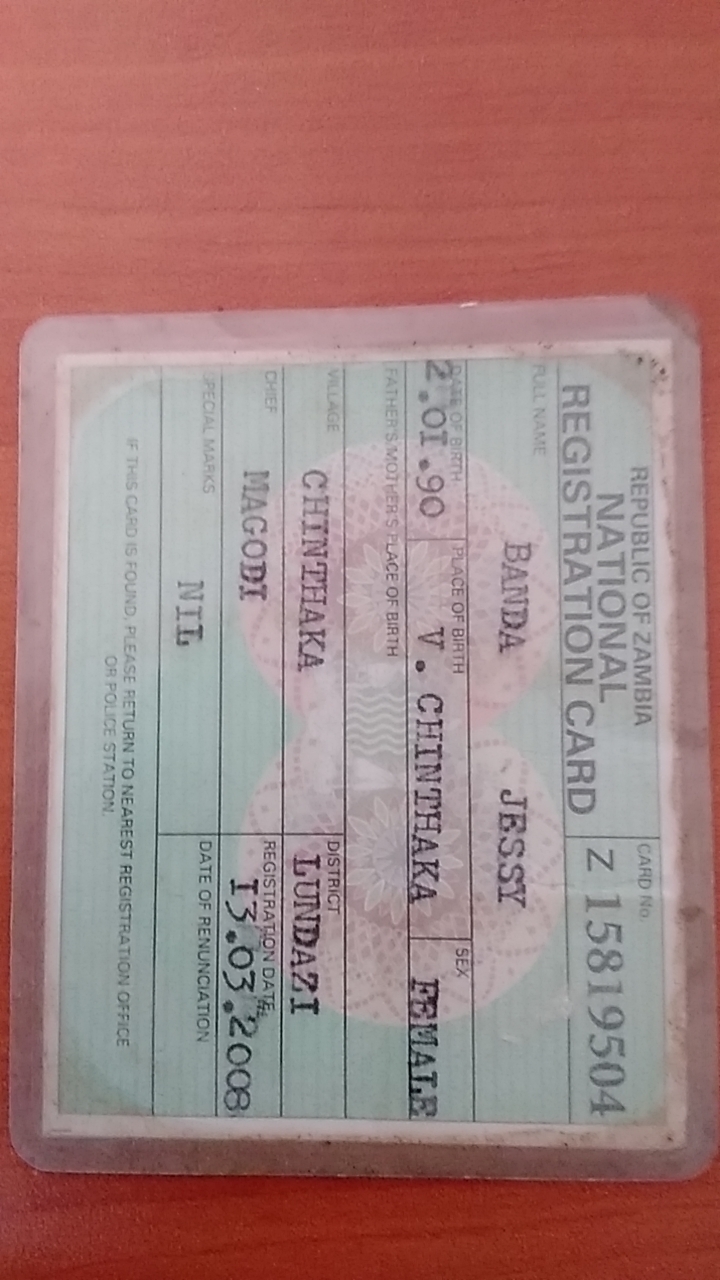 REPUBLIC OF ZAMBIA
NATIONAL
REGISTRATION CARD
CARD No.
Z 15819504
FULL NAME
BANDA JESSY
DATE OF BIRTH PLACE OF BIRTH SEX
2.01.90 V. CHINTHAKA FEMALE
FATHER'S/MOTHER'S PLACE OF BIRTH
VILLAGE CHINTHAKA DISTRICT LUNDAZI
CHIEF MAGODI REGISTRATION DATE 13.03.2008
SPECIAL MARKS NIL DATE OF RENUNCIATION
IF THIS CARD IS FOUND, PLEASE RETURN TO NEAREST REGISTRATION OFFICE
OR POLICE STATION.